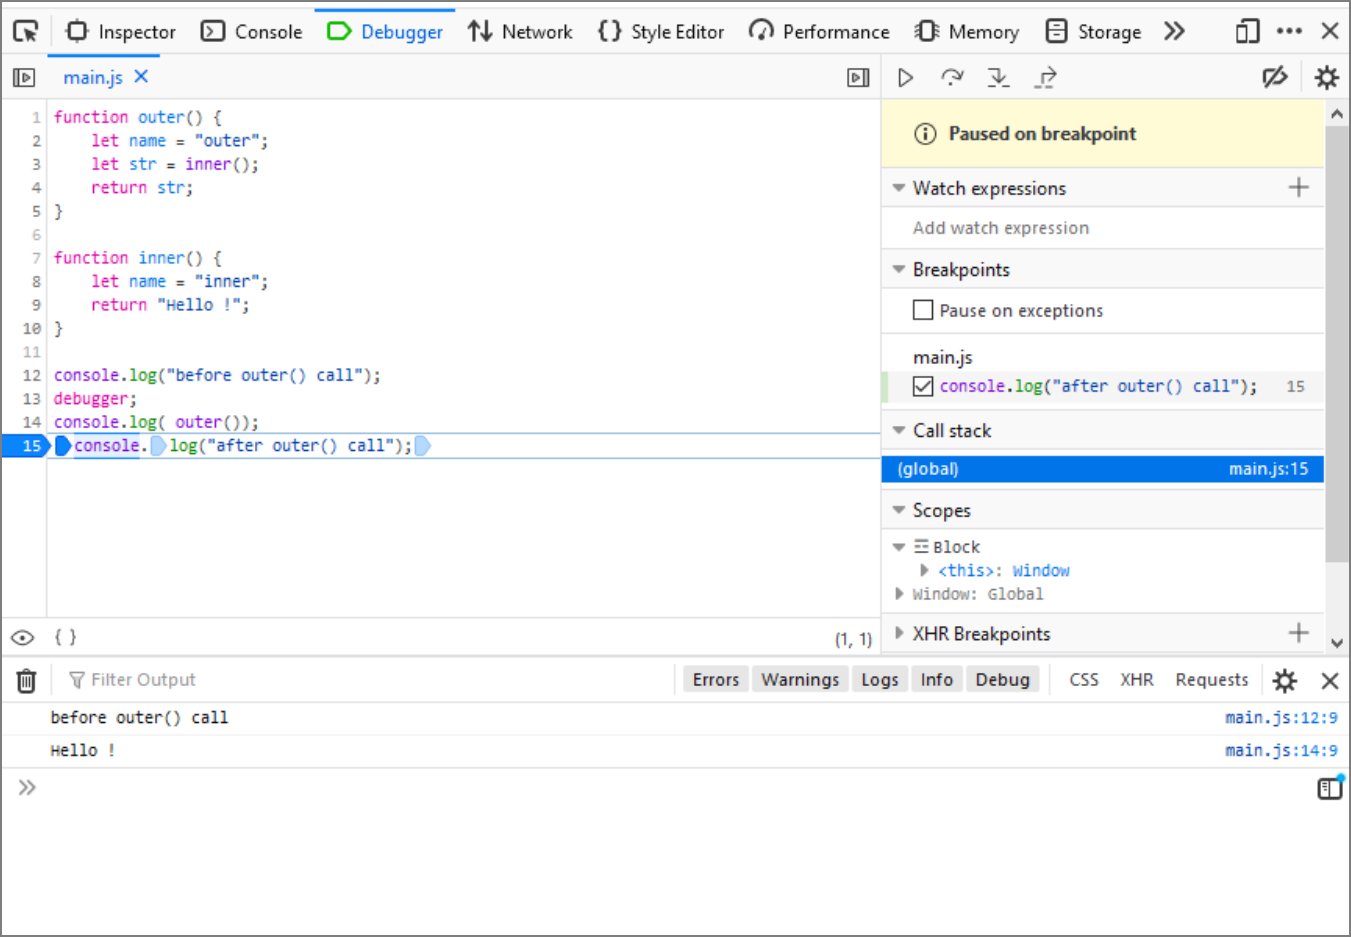 Inspector Console Debugger Network Style Editor Performance Memory Storage
main.js
1 function outer() {
2 let name = "outer";
3 let str = inner();
4 return str;
5 }
6
7 function inner() {
8 let name = "inner";
9 return "Hello !";
10 }
11
12 console.log("before outer() call");
13 debugger;
14 console.log( outer());
15 console.log("after outer() call");
{ } (1, 1)
Paused on breakpoint
Watch expressions
Add watch expression
Breakpoints
Pause on exceptions
main.js
console.log("after outer() call"); 15
Call stack
(global) main.js:15
Scopes
Block
<this>: Window
Window: Global
XHR Breakpoints
Filter Output Errors Warnings Logs Info Debug CSS XHR Requests
before outer() call main.js:12:9
Hello ! main.js:14:9